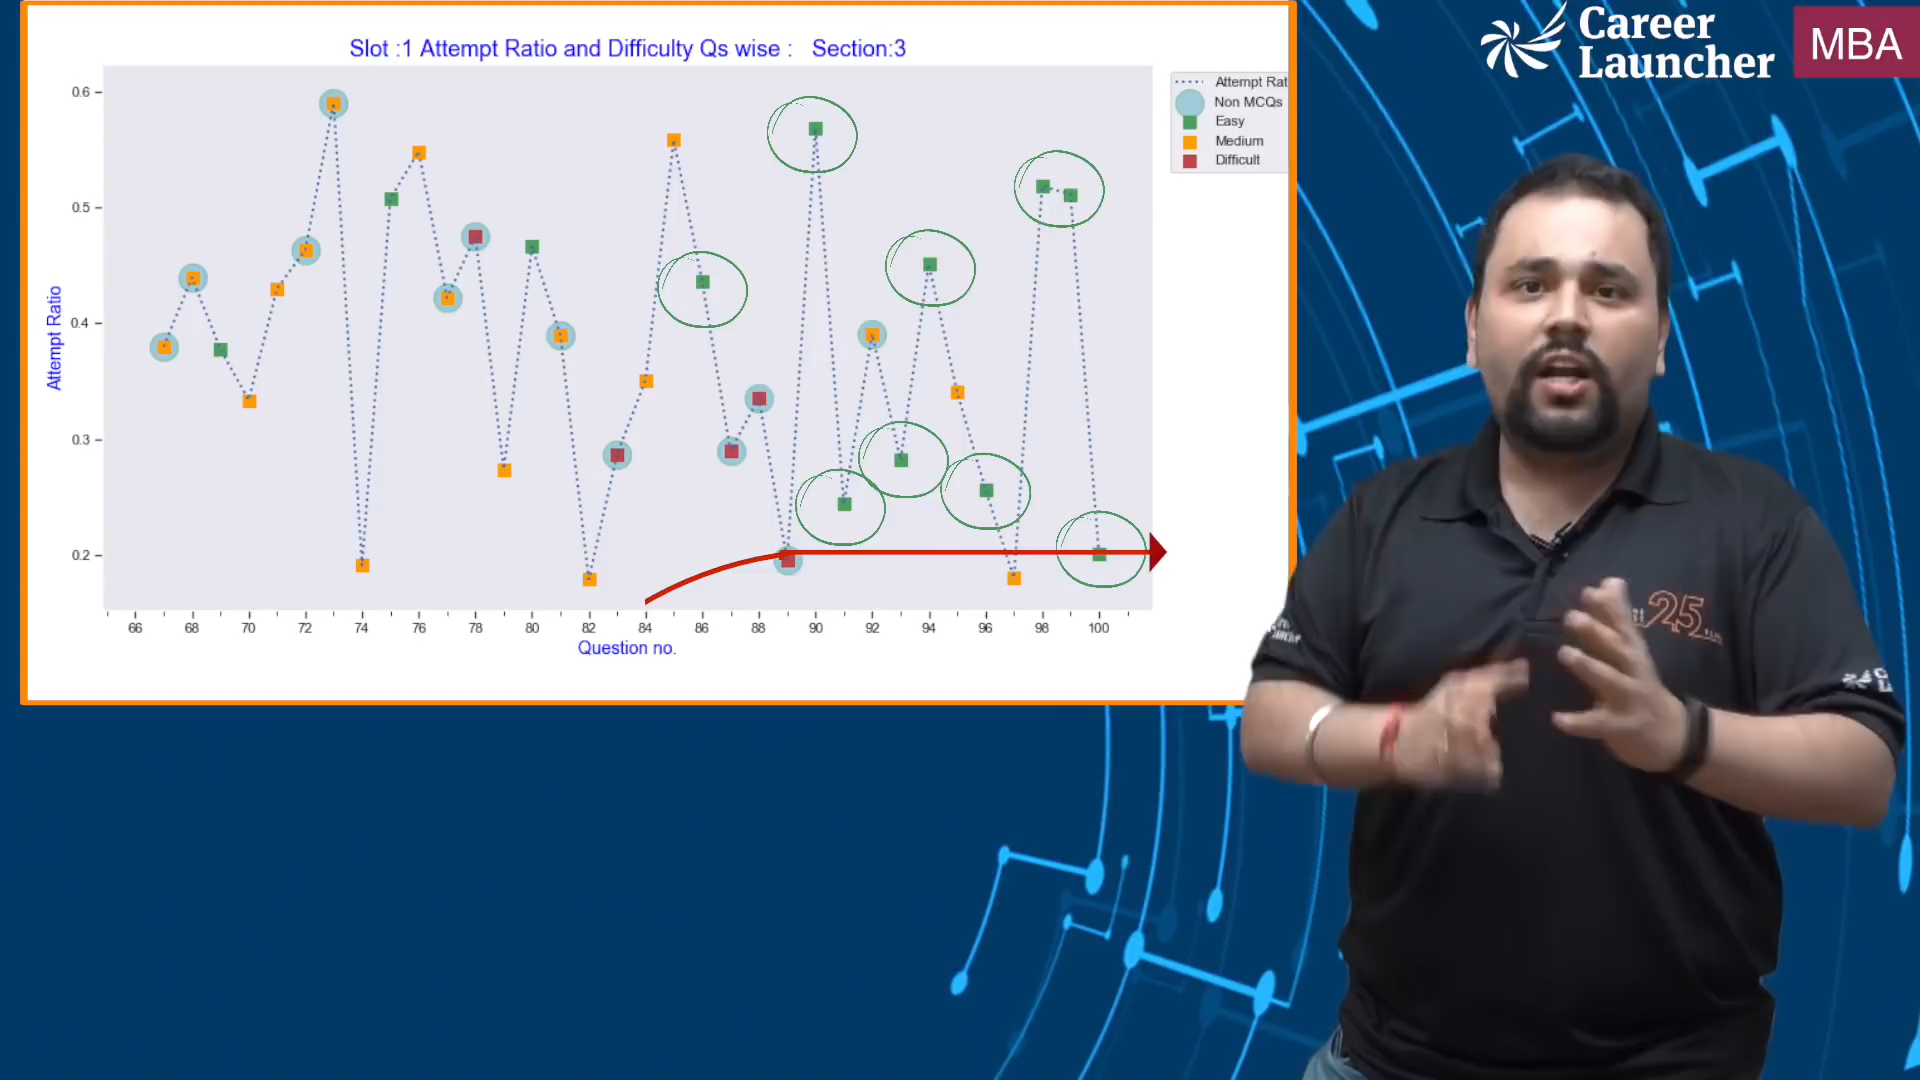 Slot :1 Attempt Ratio and Difficulty Qs wise : Section:3
Career
Launcher
MBA
Attempt Rat
Non MCQs
Easy
Medium
Difficult
0.6
0.5
0.4
0.3
0.2
Attempt Ratio
66 68 70 72 74 76 78 80 82 84 86 88 90 92 94 96 98 100
Question no.
25